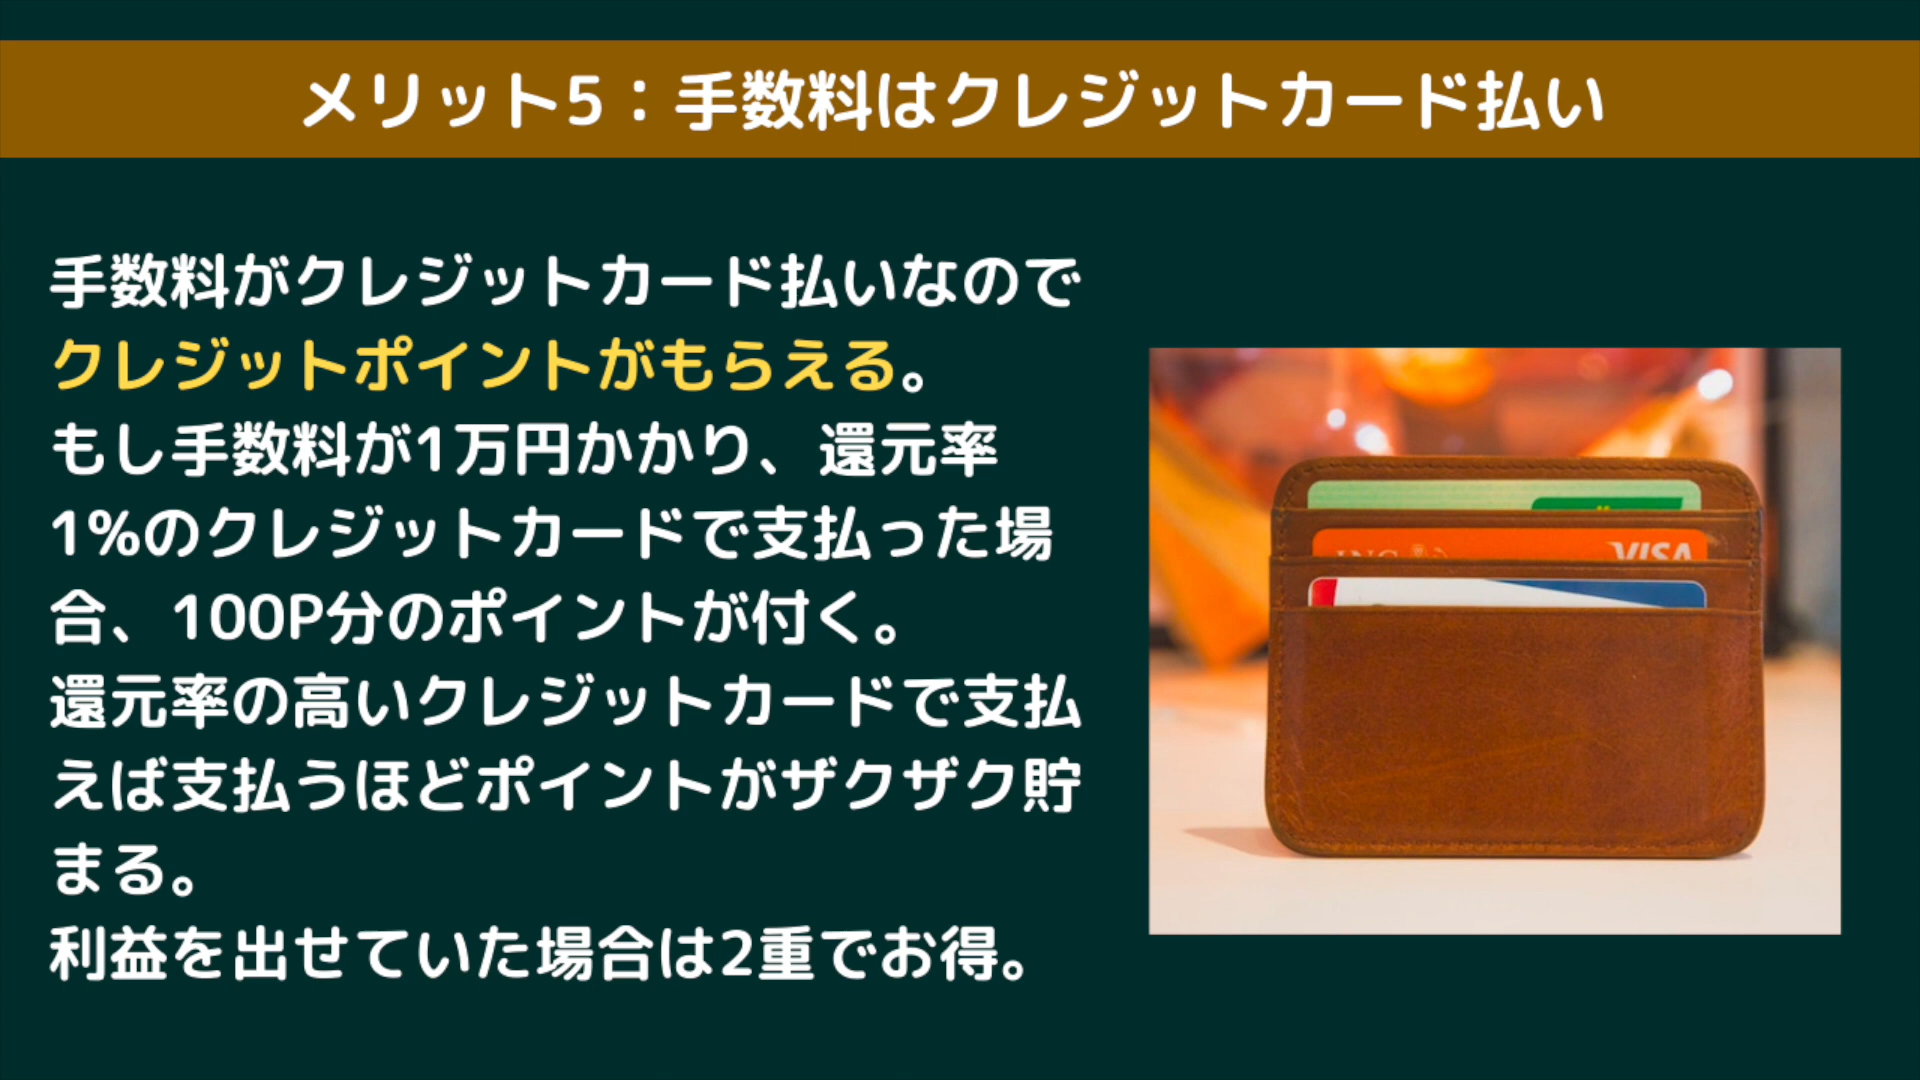 メリット5：手数料はクレジットカード払い
手数料がクレジットカード払いなので
クレジットポイントがもらえる。
もし手数料が1万円かかり、還元率
1%のクレジットカードで支払った場
合、100P分のポイントが付く。
還元率の高いクレジットカードで支払
えば支払うほどポイントがザクザク貯
まる。
利益を出せていた場合は2重でお得。
ING
VISA